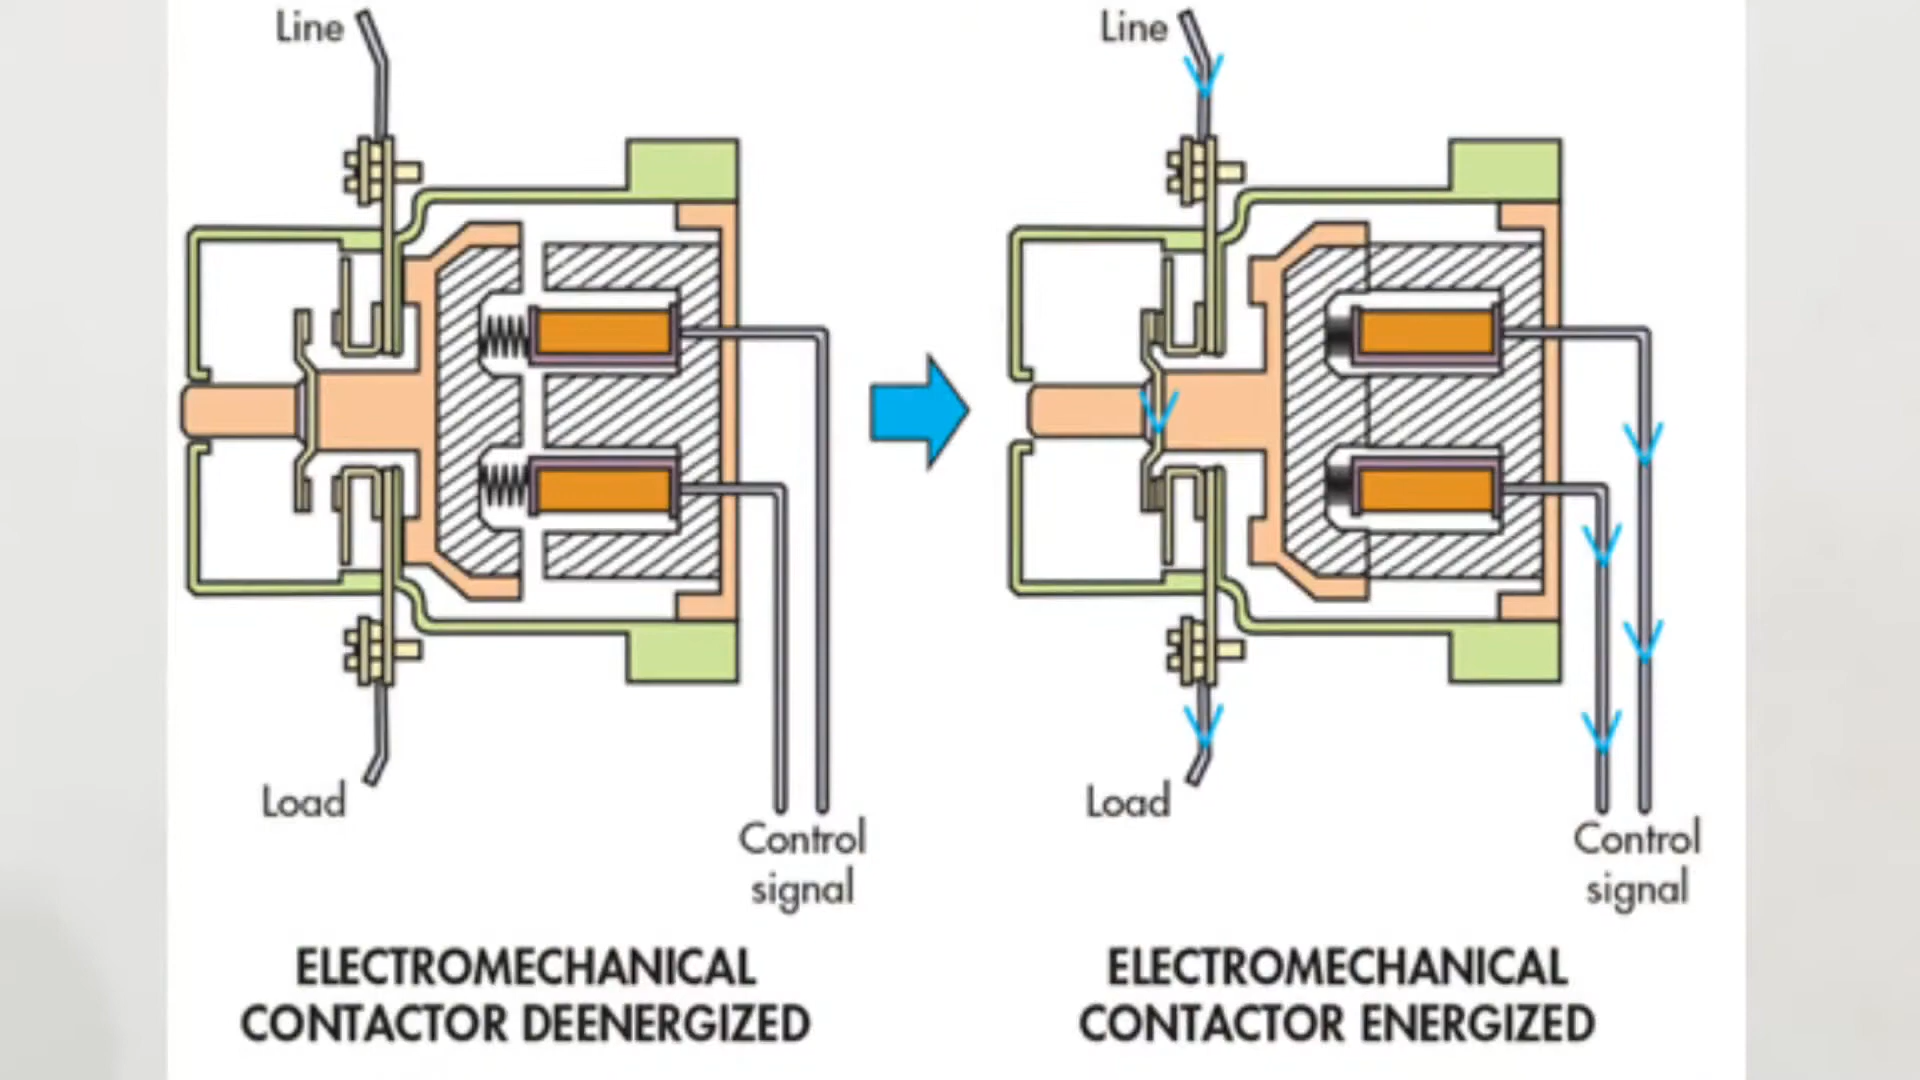 Line
Line
Load
Load
Control
signal
Control
signal
ELECTROMECHANICAL
CONTACTOR DEENERGIZED
ELECTROMECHANICAL
CONTACTOR ENERGIZED